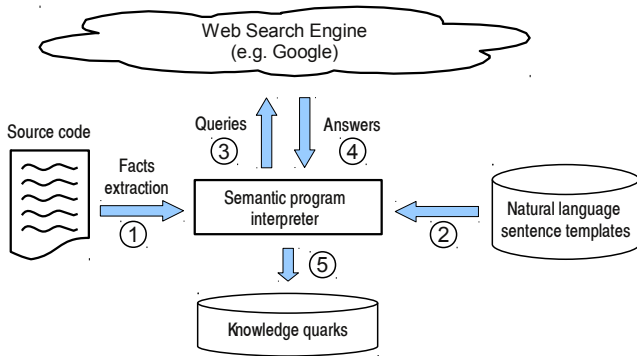 Web Search Engine
(e.g. Google)
Source code
Queries
Answers
3
4
Facts
extraction
Semantic program
interpreter
Natural language
sentence templates
1
2
5
Knowledge quarks